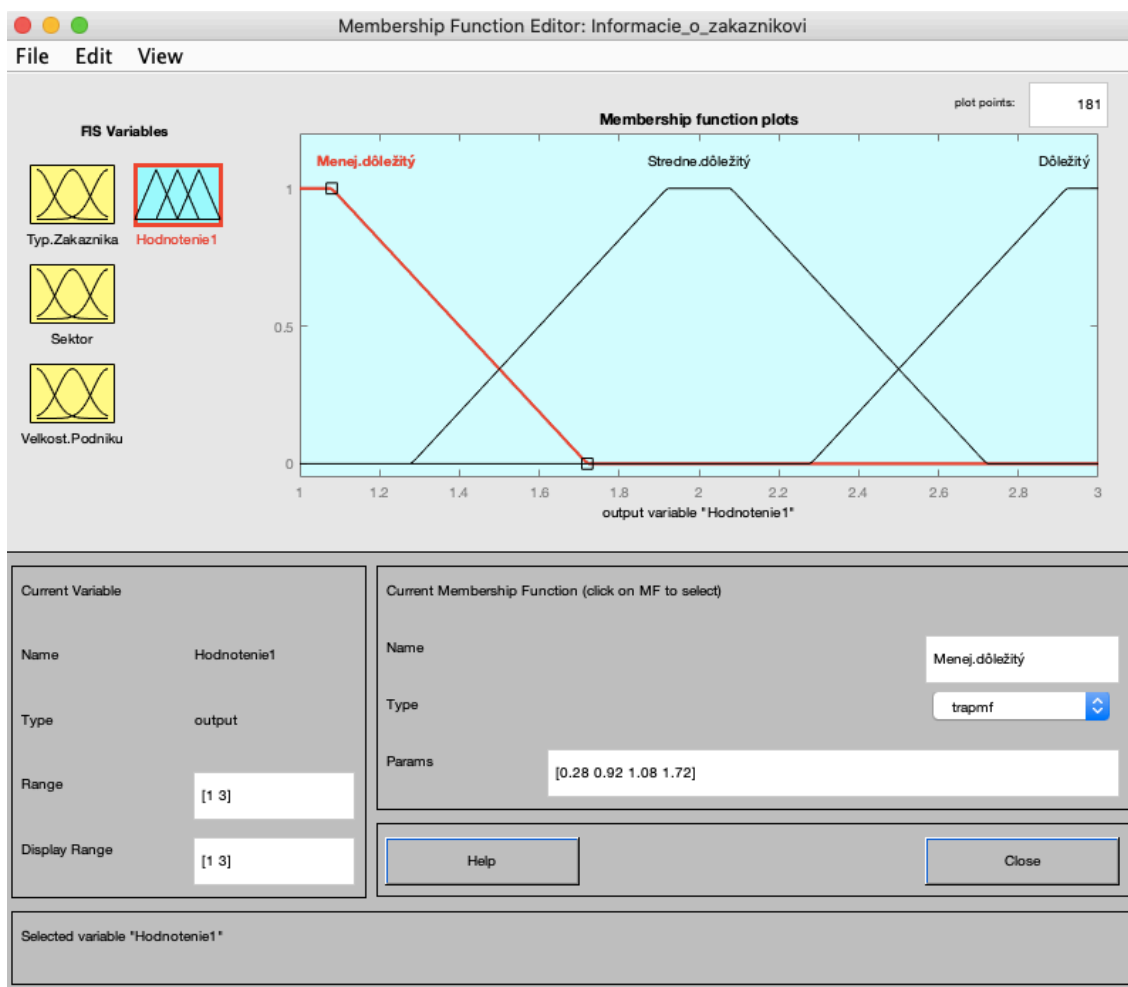 Membership Function Editor: Informacie_o_zakaznikovi
File Edit View
plot points: 181
FIS Variables
Membership function plots
Typ.Zakaznika
Hodnotenie1
Sektor
Velkost.Podniku
Menej.dôležitý
Stredne.dôležitý
Dôležitý
1
0.5
0
1 1.2 1.4 1.6 1.8 2 2.2 2.4 2.6 2.8 3
output variable "Hodnotenie1"
Current Variable
Name Hodnotenie1
Type output
Range [1 3]
Display Range [1 3]
Current Membership Function (click on MF to select)
Name Menej.dôležitý
Type trapmf
Params [0.28 0.92 1.08 1.72]
Help Close
Selected variable "Hodnotenie1"